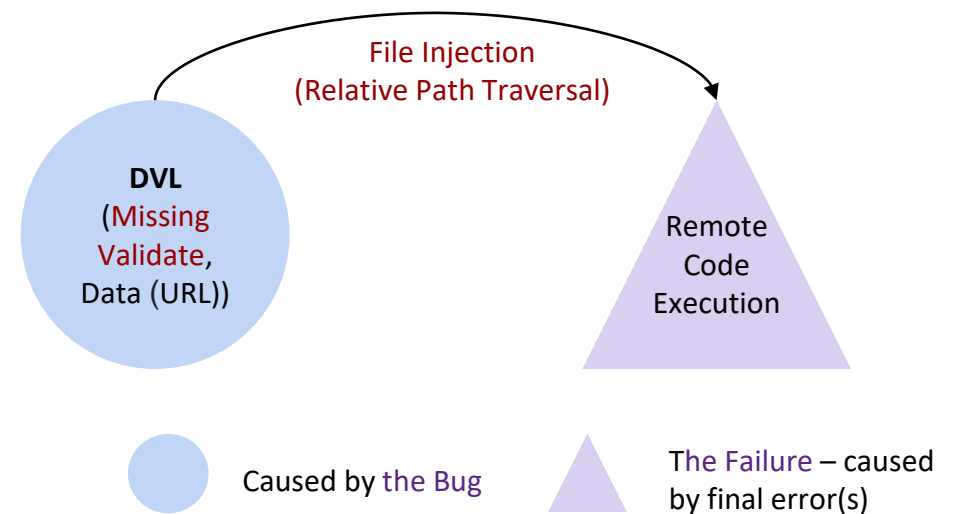 File Injection
(Relative Path Traversal)
DVL
(Missing
Validate,
Data (URL))
Remote
Code
Execution
Caused by the Bug
The Failure – caused
by final error(s)